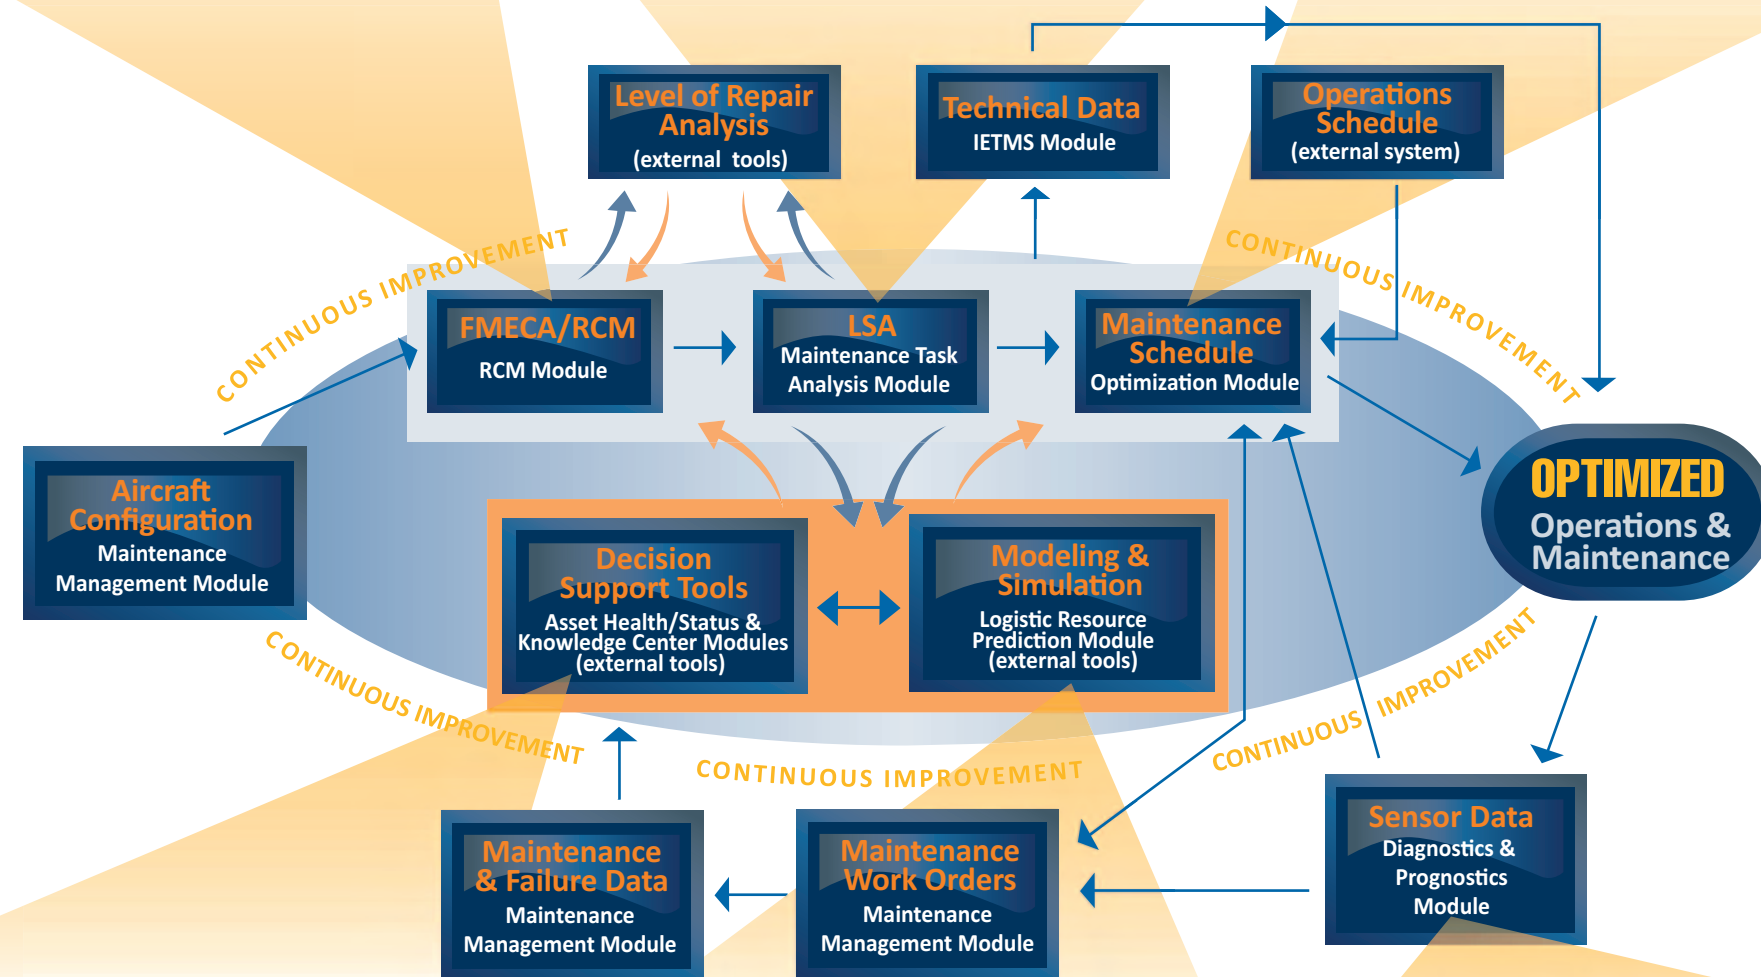 Level of Repair
Analysis
(external tools)
Technical Data
IETMS Module
Operations
Schedule
(external system)
CONTINUOUS IMPROVEMENT
CONTINUOUS IMPROVEMENT
FMECA/RCM
RCM Module
LSA
Maintenance Task
Analysis Module
Maintenance
Schedule
Optimization Module
Aircraft
Configuration
Maintenance
Management Module
OPTIMIZED
Operations &
Maintenance
Decision
Support Tools
Asset Health/Status &
Knowledge Center Modules
(external tools)
Modeling &
Simulation
Logistic Resource
Prediction Module
(external tools)
CONTINUOUS IMPROVEMENT
CONTINUOUS IMPROVEMENT
CONTINUOUS IMPROVEMENT
Maintenance
& Failure Data
Maintenance
Management Module
Maintenance
Work Orders
Maintenance
Management Module
Sensor Data
Diagnostics &
Prognostics
Module